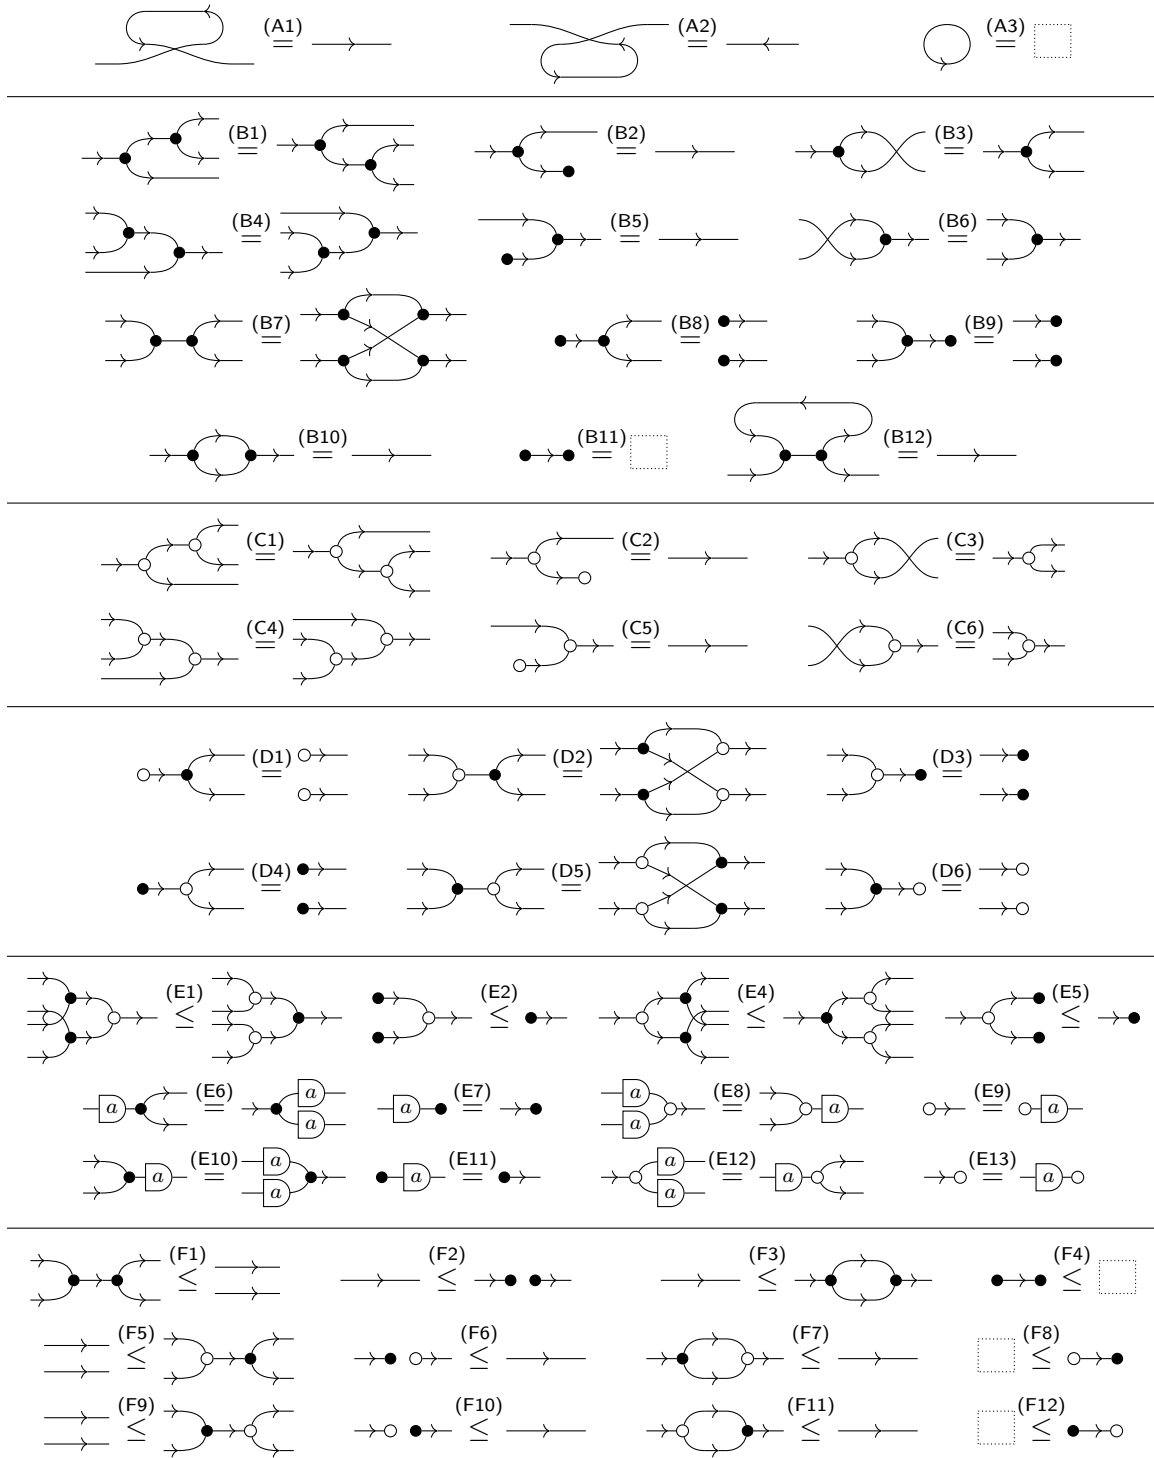 (A1) = (A2) = (A3) =
(B1) = (B2) = (B3) =
(B4) = (B5) = (B6) =
(B7) = (B8) = (B9) =
(B10) = (B11) = (B12) =
(C1) = (C2) = (C3) =
(C4) = (C5) = (C6) =
(D1) = (D2) = (D3) =
(D4) = (D5) = (D6) =
(E1) ≤ (E2) ≤ (E4) ≤ (E5) ≤
a (E6) = a a a (E7) = a a (E8) = a (E9) = a
a (E10) = a a a (E11) = a a (E12) = a (E13) = a
(F1) ≤ (F2) ≤ (F3) ≤ (F4) ≤
(F5) ≤ (F6) ≤ (F7) ≤ (F8) ≤
(F9) ≤ (F10) ≤ (F11) ≤ (F12) ≤